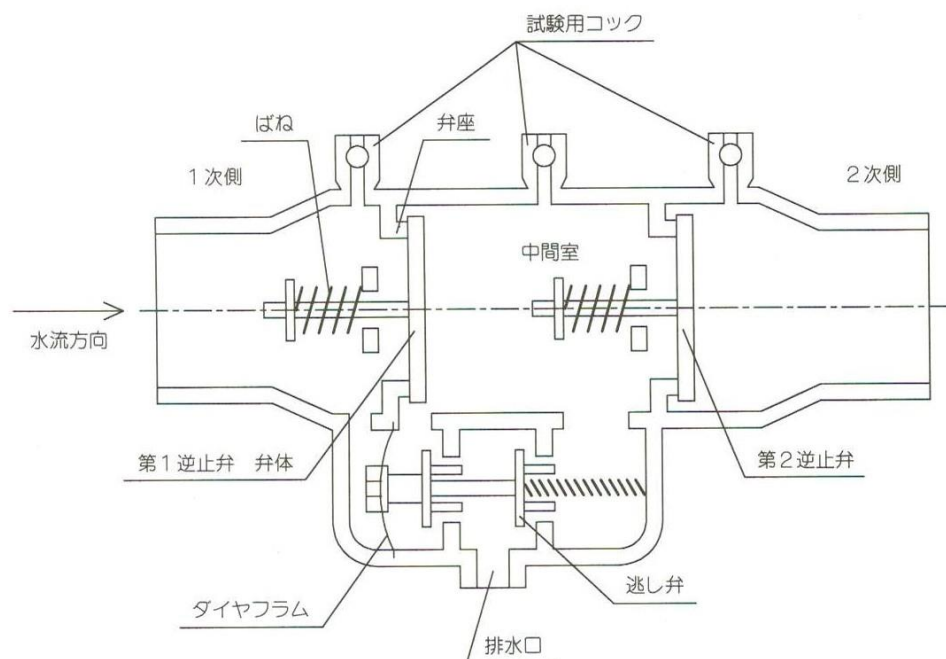 試験用コック
ばね
弁座
1次側
2次側
中間室
水流方向
第1逆止弁 弁体
第2逆止弁
ダイヤフラム
逃し弁
排水口